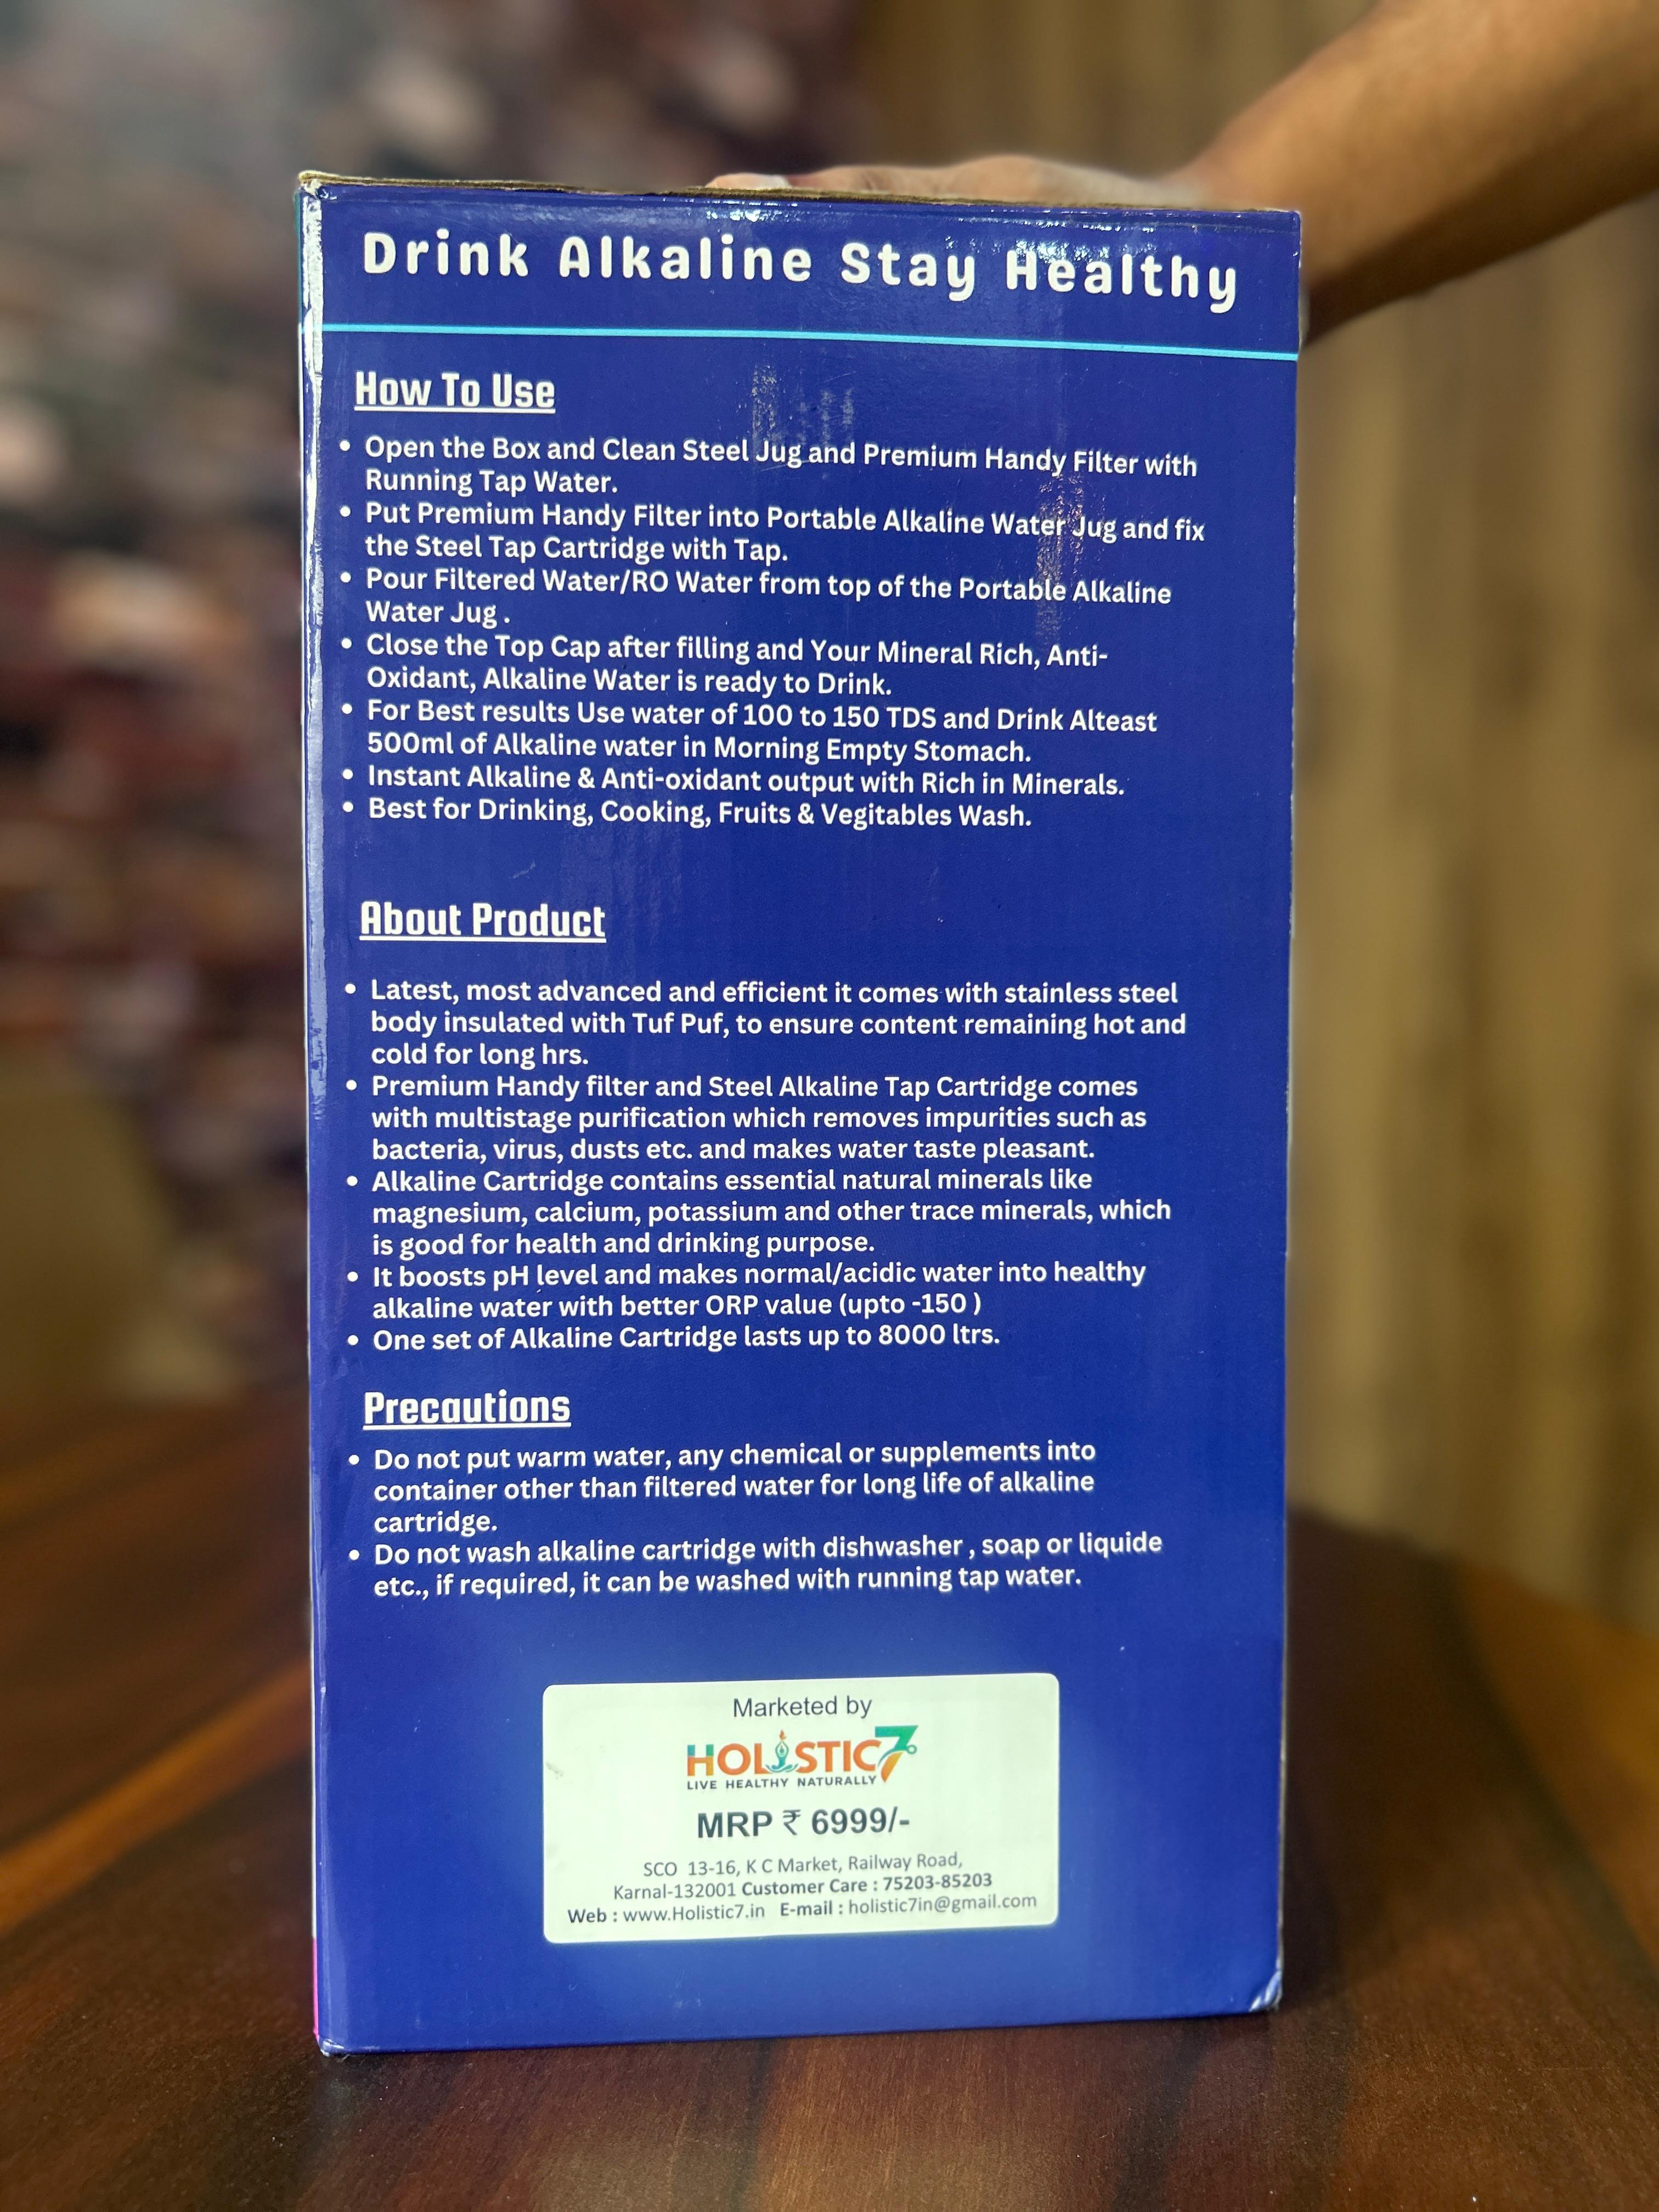 Drink Alkaline Stay Healthy
How To Use
• Open the Box and Clean Steel Jug and Premium Handy Filter with
Running Tap Water.
• Put Premium Handy Filter into Portable Alkaline Water Jug and fix
the Steel Tap Cartridge with Tap.
• Pour Filtered Water/RO Water from top of the Portable Alkaline
Water Jug .
• Close the Top Cap after filling and Your Mineral Rich, Anti-
Oxidant, Alkaline Water is ready to Drink.
• For Best results Use water of 100 to 150 TDS and Drink Alteast
500ml of Alkaline water in Morning Empty Stomach.
• Instant Alkaline & Anti-oxidant output with Rich in Minerals.
• Best for Drinking, Cooking, Fruits & Vegitables Wash.
About Product
• Latest, most advanced and efficient it comes with stainless steel
body insulated with Tuf Puf, to ensure content remaining hot and
cold for long hrs.
• Premium Handy filter and Steel Alkaline Tap Cartridge comes
with multistage purification which removes impurities such as
bacteria, virus, dusts etc. and makes water taste pleasant.
• Alkaline Cartridge contains essential natural minerals like
magnesium, calcium, potassium and other trace minerals, which
is good for health and drinking purpose.
• It boosts pH level and makes normal/acidic water into healthy
alkaline water with better ORP value (upto -150 )
• One set of Alkaline Cartridge lasts up to 8000 ltrs.
Precautions
• Do not put warm water, any chemical or supplements into
container other than filtered water for long life of alkaline
cartridge.
• Do not wash alkaline cartridge with dishwasher , soap or liquide
etc., if required, it can be washed with running tap water.
Marketed by
HOLISTIC7
LIVE HEALTHY NATURALLY
MRP ₹ 6999/-
SCO 13-16, K C Market, Railway Road,
Karnal-132001 Customer Care : 75203-85203
Web : www.Holistic7.in E-mail : holistic7in@gmail.com